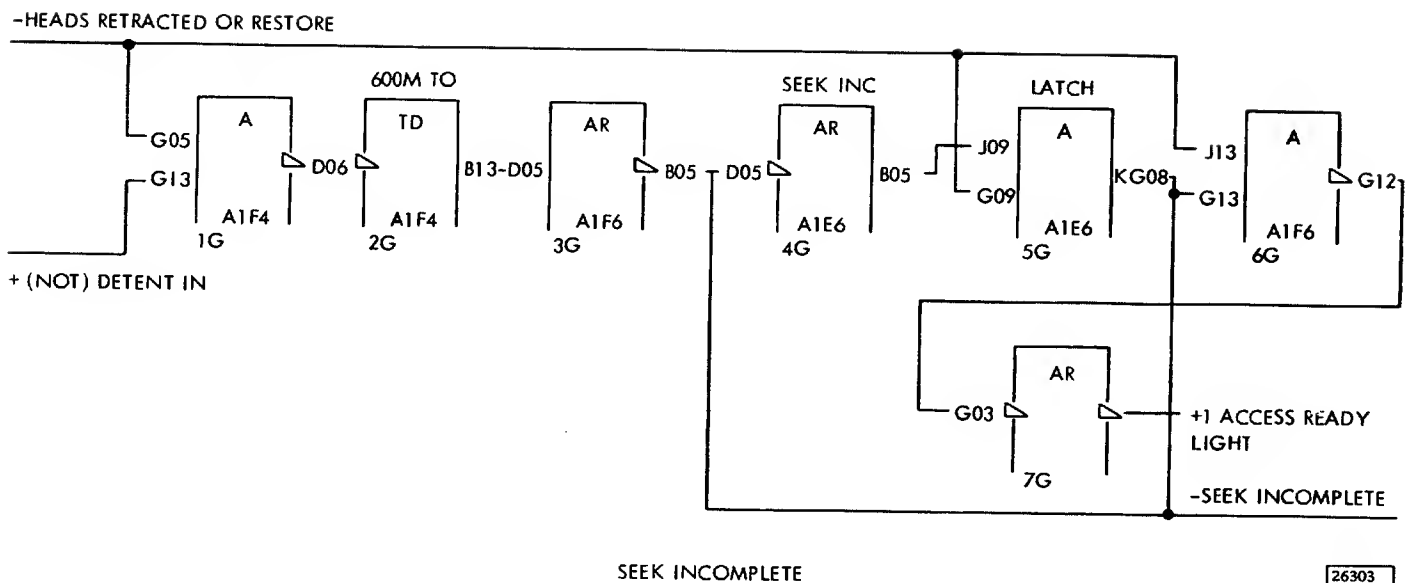 -HEADS RETRACTED OR RESTORE
600M TO
SEEK INC
LATCH
A
TD
AR
AR
A
A
G05
G13
D06
B13-D05
B05
D05
B05
J09
G09
KG08
J13
G13
G12
A1F4
A1F4
A1F6
A1E6
A1E6
A1F6
1G
2G
3G
4G
5G
6G
+ (NOT) DETENT IN
AR
G03
+1 ACCESS READY
LIGHT
7G
-SEEK INCOMPLETE
SEEK INCOMPLETE
26303